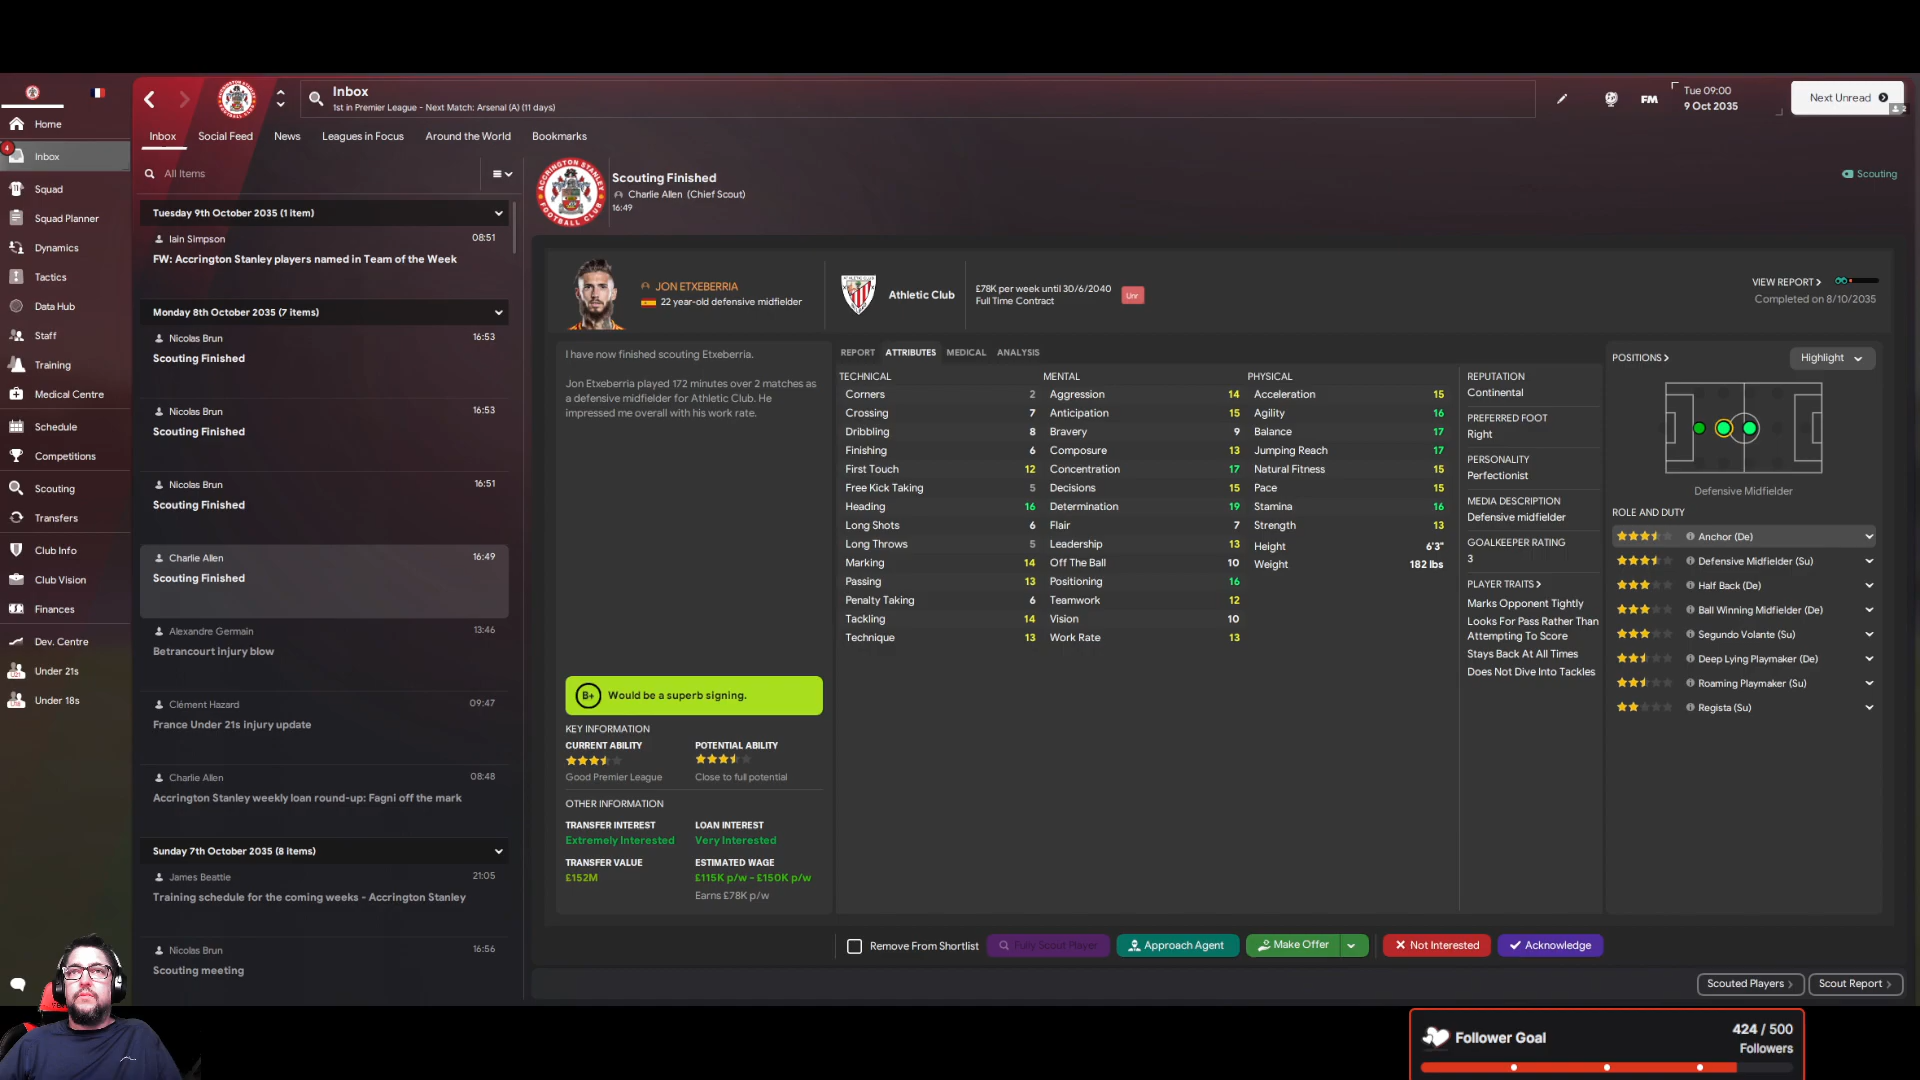 Inbox
1st in Premier League - Next Match: Arsenal (A) (11 days)
FM
Tue 09:00
9 Oct 2035
Next Unread
2
Home
4
Inbox
Squad
Squad Planner
Dynamics
Tactics
Data Hub
Staff
Training
Medical Centre
Schedule
Competitions
Scouting
Transfers
Club Info
Club Vision
Finances
Dev. Centre
Under 21s
Under 18s
Inbox
Social Feed
News
Leagues in Focus
Around the World
Bookmarks
All Items
Tuesday 9th October 2035 (1 item)
Iain Simpson 08:51
FW: Accrington Stanley players named in Team of the Week
Monday 8th October 2035 (7 items)
Nicolas Brun 16:53
Scouting Finished
Nicolas Brun 16:53
Scouting Finished
Nicolas Brun 16:51
Scouting Finished
Charlie Allen 16:49
Scouting Finished
Alexandre Germain 13:46
Betrancourt injury blow
Clément Hazard 09:47
France Under 21s injury update
Charlie Allen 08:48
Accrington Stanley weekly loan round-up: Fagni off the mark
Sunday 7th October 2035 (8 items)
James Beattie 21:05
Training schedule for the coming weeks - Accrington Stanley
Nicolas Brun 16:56
Scouting meeting
ACCRINGTON STANLEY
FOOTBALL CLUB
Scouting Finished
Charlie Allen (Chief Scout)
16:49
Scouting
JON ETXEBERRIA
22 year-old defensive midfielder
Athletic Club
£78K per week until 30/6/2040
Full Time Contract
Unr
VIEW REPORT
Completed on 8/10/2035
I have now finished scouting Etxeberria.
Jon Etxeberria played 172 minutes over 2 matches as
a defensive midfielder for Athletic Club. He
impressed me overall with his work rate.
B+ Would be a superb signing.
KEY INFORMATION
CURRENT ABILITY POTENTIAL ABILITY
Good Premier League Close to full potential
OTHER INFORMATION
TRANSFER INTEREST LOAN INTEREST
Extremely Interested Very Interested
TRANSFER VALUE ESTIMATED WAGE
£152M £115K p/w - £150K p/w
Earns £78K p/w
REPORT ATTRIBUTES MEDICAL ANALYSIS
TECHNICAL MENTAL PHYSICAL
Corners 2 Aggression 14 Acceleration 15
Crossing 7 Anticipation 15 Agility 16
Dribbling 8 Bravery 9 Balance 17
Finishing 6 Composure 13 Jumping Reach 17
First Touch 12 Concentration 17 Natural Fitness 15
Free Kick Taking 5 Decisions 15 Pace 15
Heading 16 Determination 19 Stamina 16
Long Shots 6 Flair 7 Strength 13
Long Throws 5 Leadership 13 Height 6'3"
Marking 14 Off The Ball 10 Weight 182 lbs
Passing 13 Positioning 16
Penalty Taking 6 Teamwork 12
Tackling 14 Vision 10
Technique 13 Work Rate 13
REPUTATION
Continental
PREFERRED FOOT
Right
PERSONALITY
Perfectionist
MEDIA DESCRIPTION
Defensive midfielder
GOALKEEPER RATING
3
PLAYER TRAITS
Marks Opponent Tightly
Looks For Pass Rather Than
Attempting To Score
Stays Back At All Times
Does Not Dive Into Tackles
POSITIONS
Highlight
Defensive Midfielder
ROLE AND DUTY
Anchor (De)
Defensive Midfielder (Su)
Half Back (De)
Ball Winning Midfielder (De)
Segundo Volante (Su)
Deep Lying Playmaker (De)
Roaming Playmaker (Su)
Regista (Su)
Remove From Shortlist
Fully Scout Player
Approach Agent
Make Offer
Not Interested
Acknowledge
Scouted Players
Scout Report
Follower Goal
424 / 500
Followers